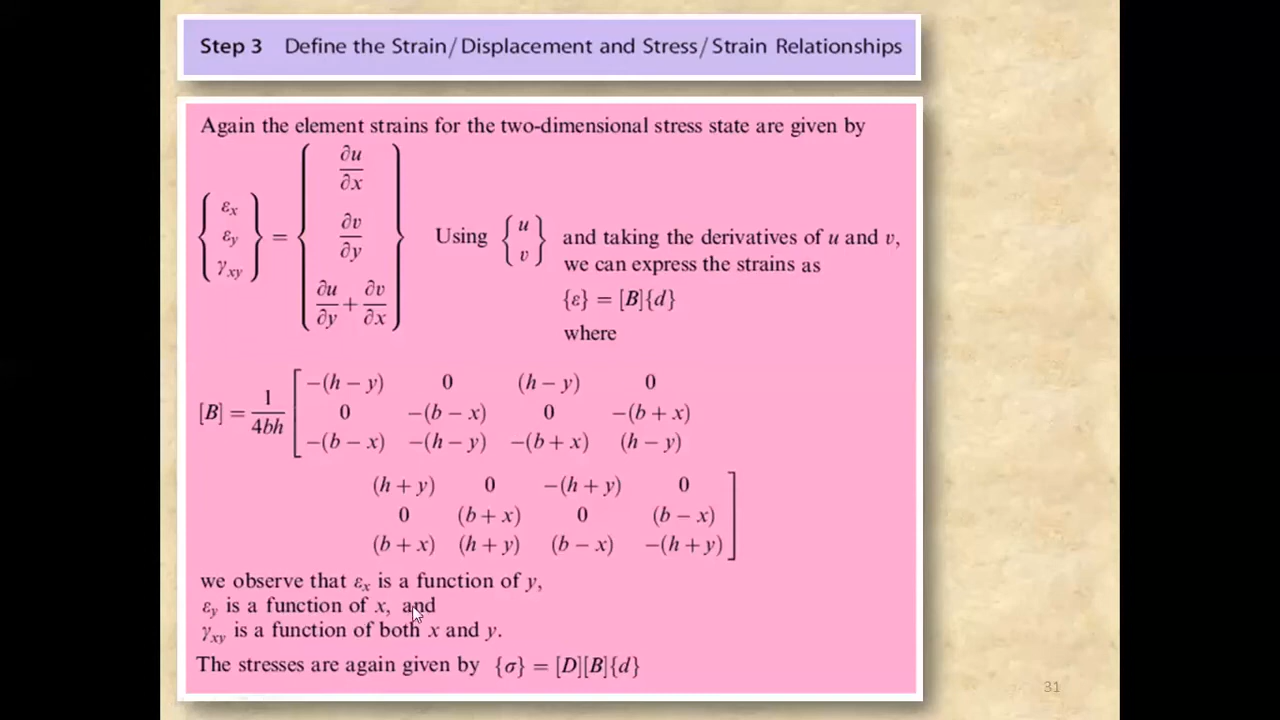 Step 3 Define the Strain/Displacement and Stress/Strain Relationships
Again the element strains for the two-dimensional stress state are given by
{ εx εy γxy } = { ∂u/∂x ∂v/∂y ∂u/∂y + ∂v/∂x } Using { u v } and taking the derivatives of u and v,
we can express the strains as
{ε} = [B]{d}
where
[B] = 1/4bh [ −(h − y) 0 (h − y) 0
0 −(b − x) 0 −(b + x)
−(b − x) −(h − y) −(b + x) (h − y)
(h + y) 0 −(h + y) 0
0 (b + x) 0 (b − x)
(b + x) (h + y) (b − x) −(h + y) ]
we observe that εx is a function of y,
εy is a function of x, and
γxy is a function of both x and y.
The stresses are again given by {σ} = [D][B]{d}
31